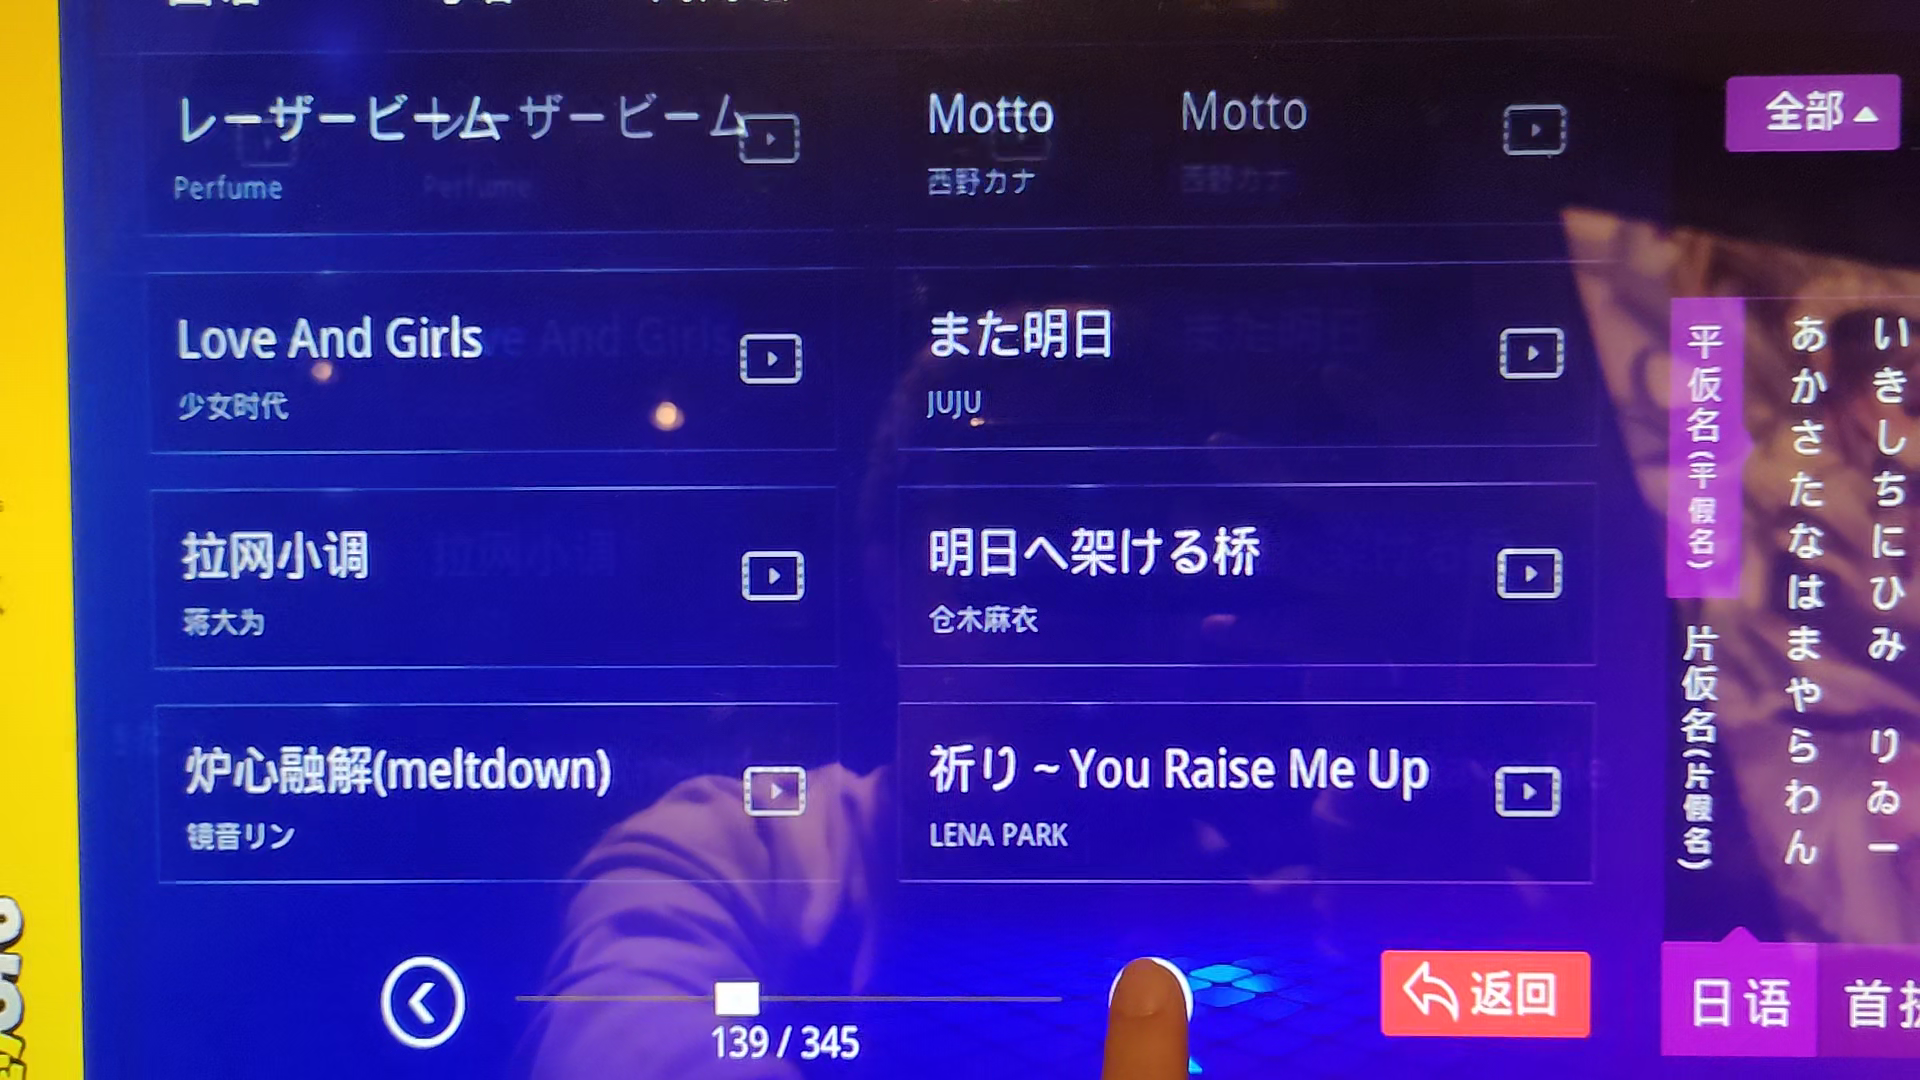 レーザービーム
Perfume
Motto
西野カナ
全部
Love And Girls
少女时代
また明日
JUJU
拉网小调
蒋大为
明日へ架ける桥
仓木麻衣
炉心融解(meltdown)
镜音リン
祈り ~ You Raise Me Up
LENA PARK
平仮名(平假名)
片仮名(片假名)
あかさたなはまやらわん
いきしちにひみ りゐー
139 / 345
返回
日语
首